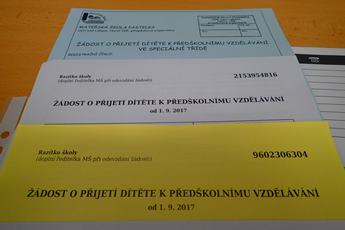 MATEŘSKÁ ŠKOLA PASTELKA
ŽÁDOST O PŘIJETÍ DÍTĚTE K PŘEDŠKOLNÍMU VZDĚLÁVÁNÍ
VE SPECIÁLNÍ TŘÍDĚ
REGISTRAČNÍ ČÍSLO:
Razítko školy
(doplní ředitelka MŠ při odevzdání žádosti)
2153954816
ŽÁDOST O PŘIJETÍ DÍTĚTE K PŘEDŠKOLNÍMU VZDĚLÁVÁNÍ
od 1. 9. 2017
Razítko školy
(doplní ředitelka MŠ při odevzdání žádosti)
9602306304
ŽÁDOST O PŘIJETÍ DÍTĚTE K PŘEDŠKOLNÍMU VZDĚLÁVÁNÍ
od 1. 9. 2017